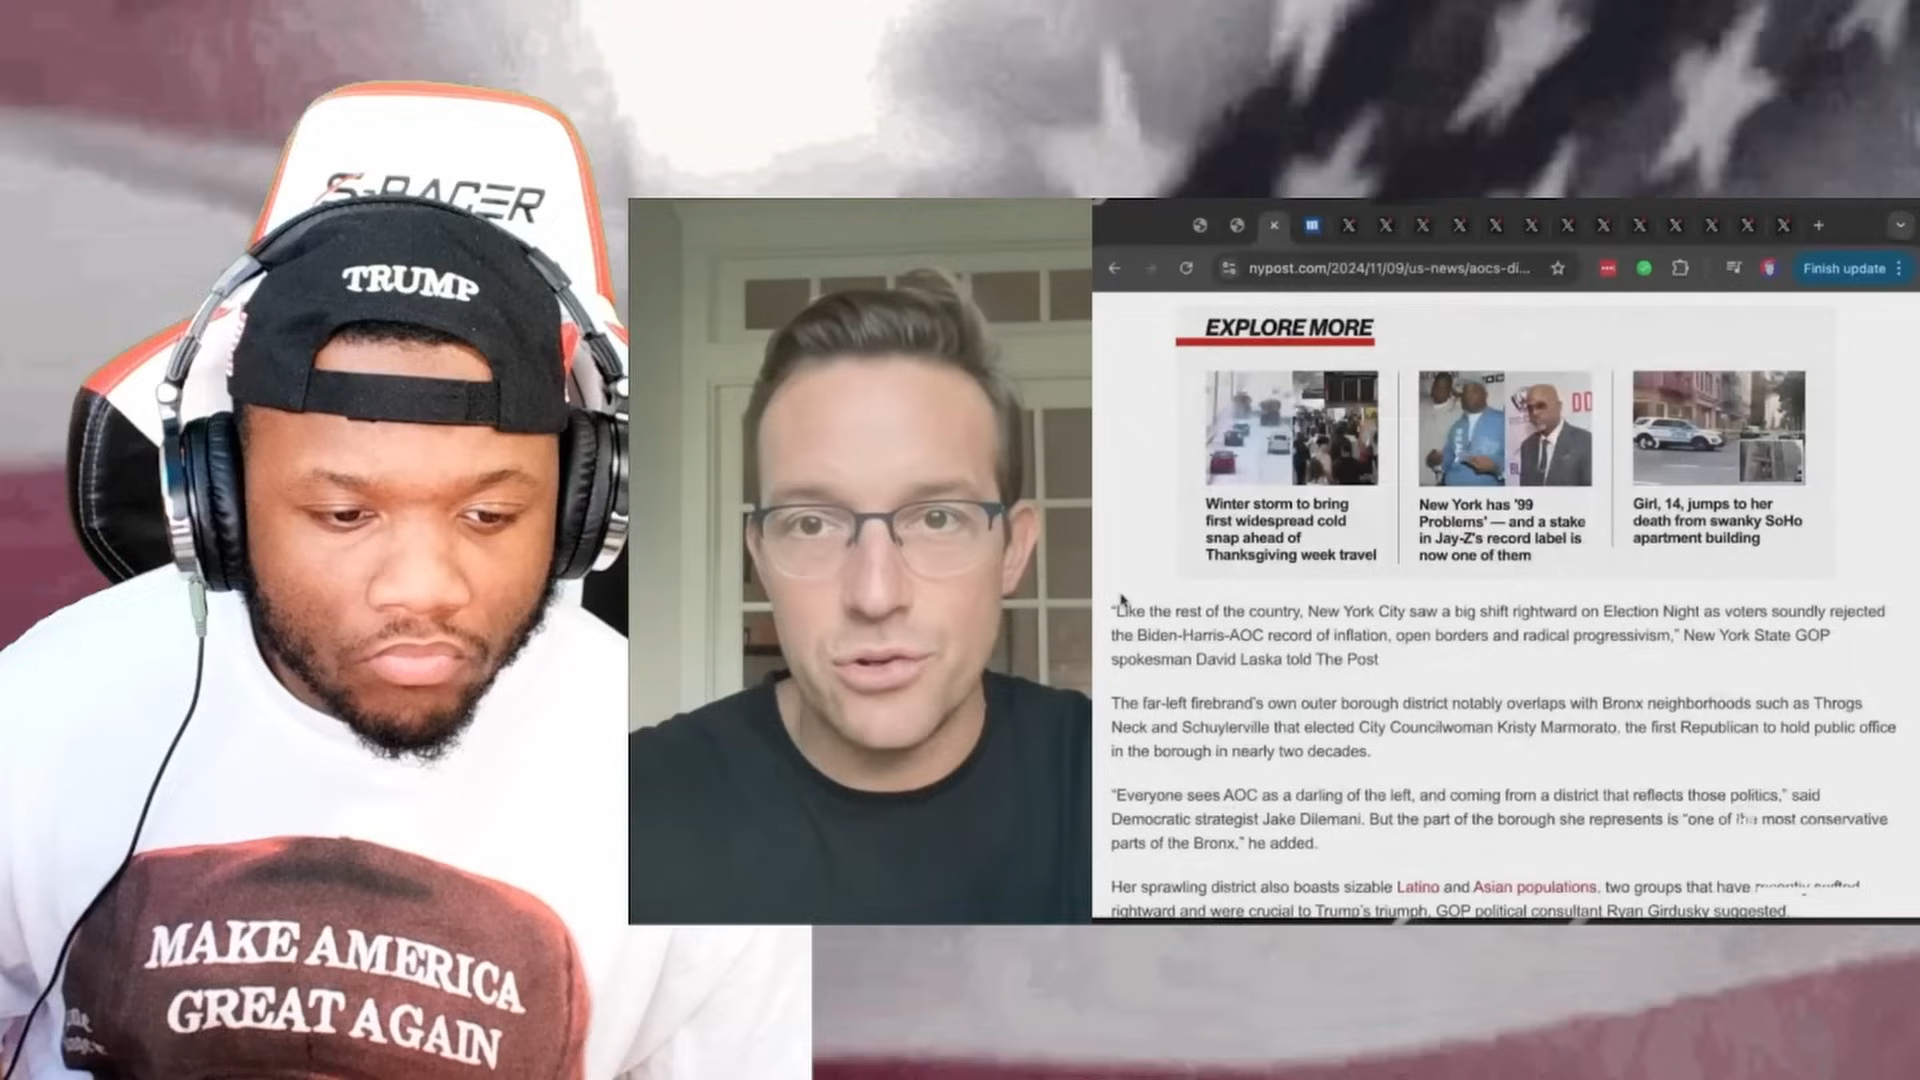 S-RACER
TRUMP
MAKE AMERICA
GREAT AGAIN
nypost.com/2024/11/09/us-news/aocs-di...
Finish update
EXPLORE MORE
Winter storm to bring
first widespread cold
snap ahead of
Thanksgiving week travel
New York has '99
Problems' — and a stake
in Jay-Z's record label is
now one of them
Girl, 14, jumps to her
death from swanky SoHo
apartment building
“Like the rest of the country, New York City saw a big shift rightward on Election Night as voters soundly rejected
the Biden-Harris-AOC record of inflation, open borders and radical progressivism,” New York State GOP
spokesman David Laska told The Post
The far-left firebrand’s own outer borough district notably overlaps with Bronx neighborhoods such as Throgs
Neck and Schuylerville that elected City Councilwoman Kristy Marmorato, the first Republican to hold public office
in the borough in nearly two decades.
“Everyone sees AOC as a darling of the left, and coming from a district that reflects those politics,” said
Democratic strategist Jake Dilemani. But the part of the borough she represents is “one of the most conservative
parts of the Bronx,” he added.
Her sprawling district also boasts sizable Latino and Asian populations, two groups that have
rightward and were crucial to Trump’s triumph, GOP political consultant Ryan Girdusky suggested.